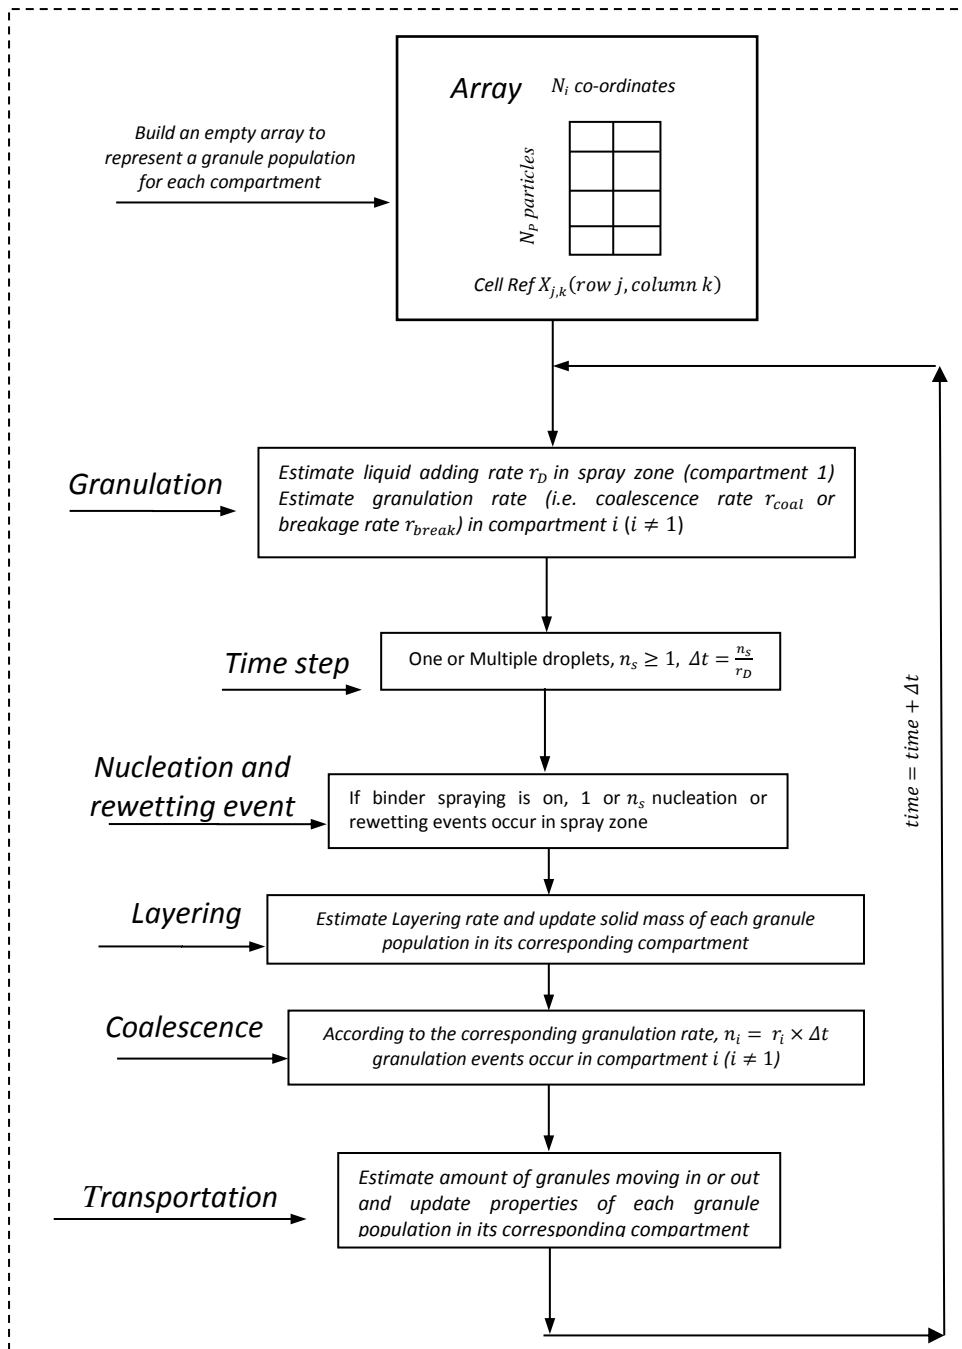 Array
N_i co-ordinates
Build an empty array to
represent a granule population
for each compartment
N_P particles
Cell Ref X_{j,k}(row j, column k)
Granulation
Estimate liquid adding rate r_D in spray zone (compartment 1)
Estimate granulation rate (i.e. coalescence rate r_{coal} or
breakage rate r_{break}) in compartment i (i ≠ 1)
Time step
One or Multiple droplets, n_s ≥ 1, Δt = n_s/r_D
time = time + Δt
Nucleation and
rewetting event
If binder spraying is on, 1 or n_s nucleation or
rewetting events occur in spray zone
Layering
Estimate Layering rate and update solid mass of each granule
population in its corresponding compartment
Coalescence
According to the corresponding granulation rate, n_i = r_i × Δt
granulation events occur in compartment i (i ≠ 1)
Transportation
Estimate amount of granules moving in or out
and update properties of each granule
population in its corresponding compartment